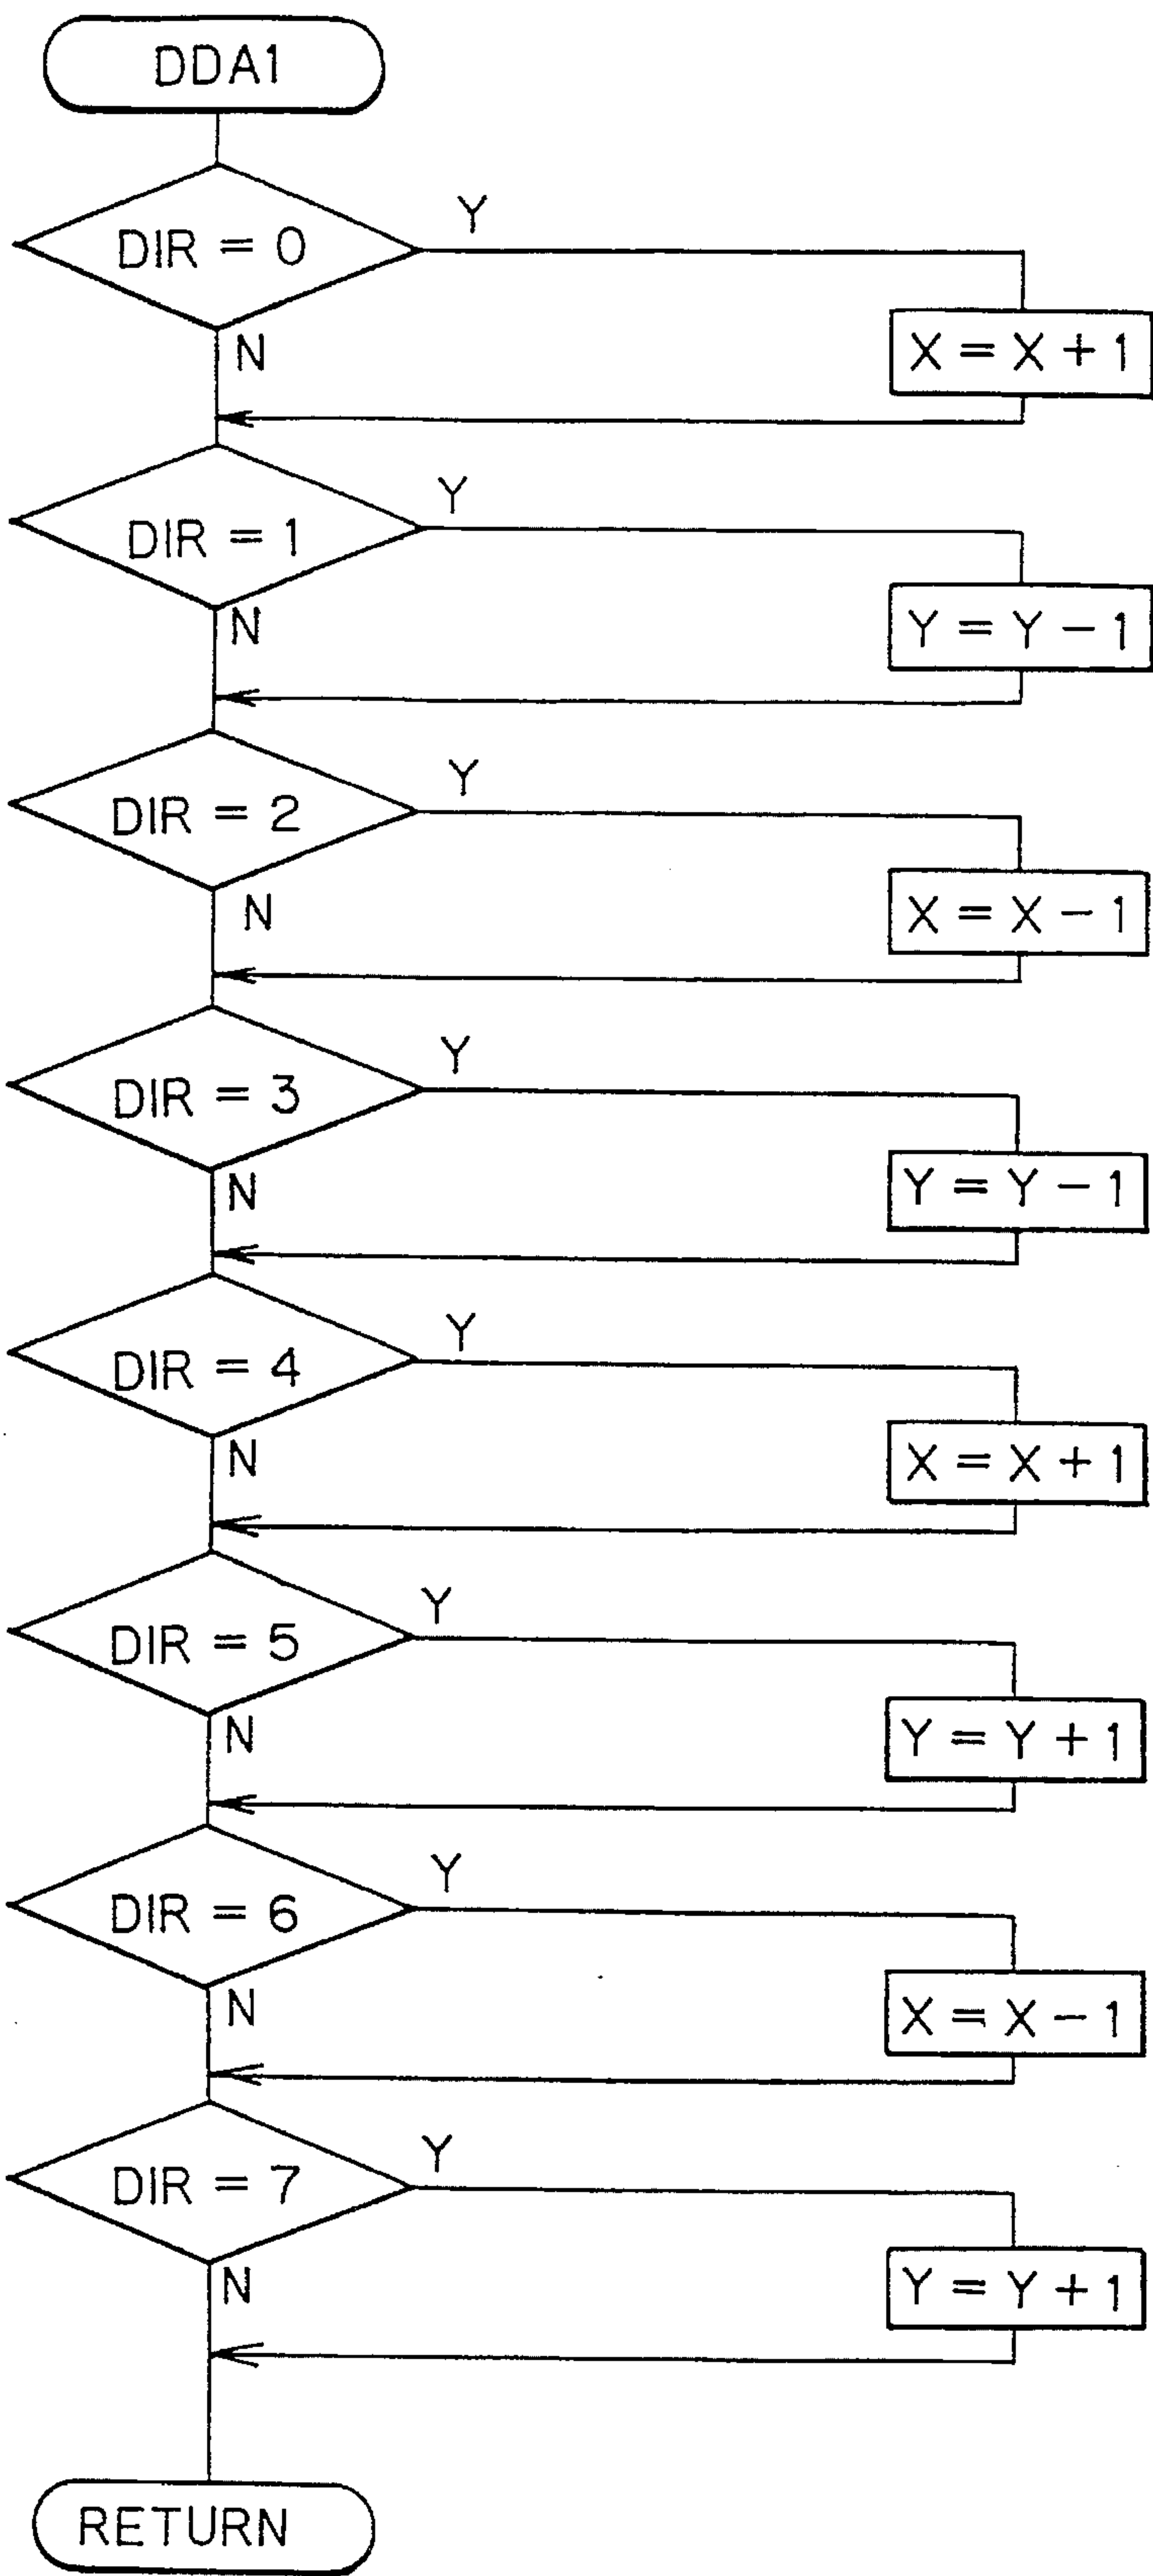 DDA1
DIR = 0
Y
X = X + 1
N
DIR = 1
Y
Y = Y - 1
N
DIR = 2
Y
X = X - 1
N
DIR = 3
Y
Y = Y - 1
N
DIR = 4
Y
X = X + 1
N
DIR = 5
Y
Y = Y + 1
N
DIR = 6
Y
X = X - 1
N
DIR = 7
Y
Y = Y + 1
N
RETURN